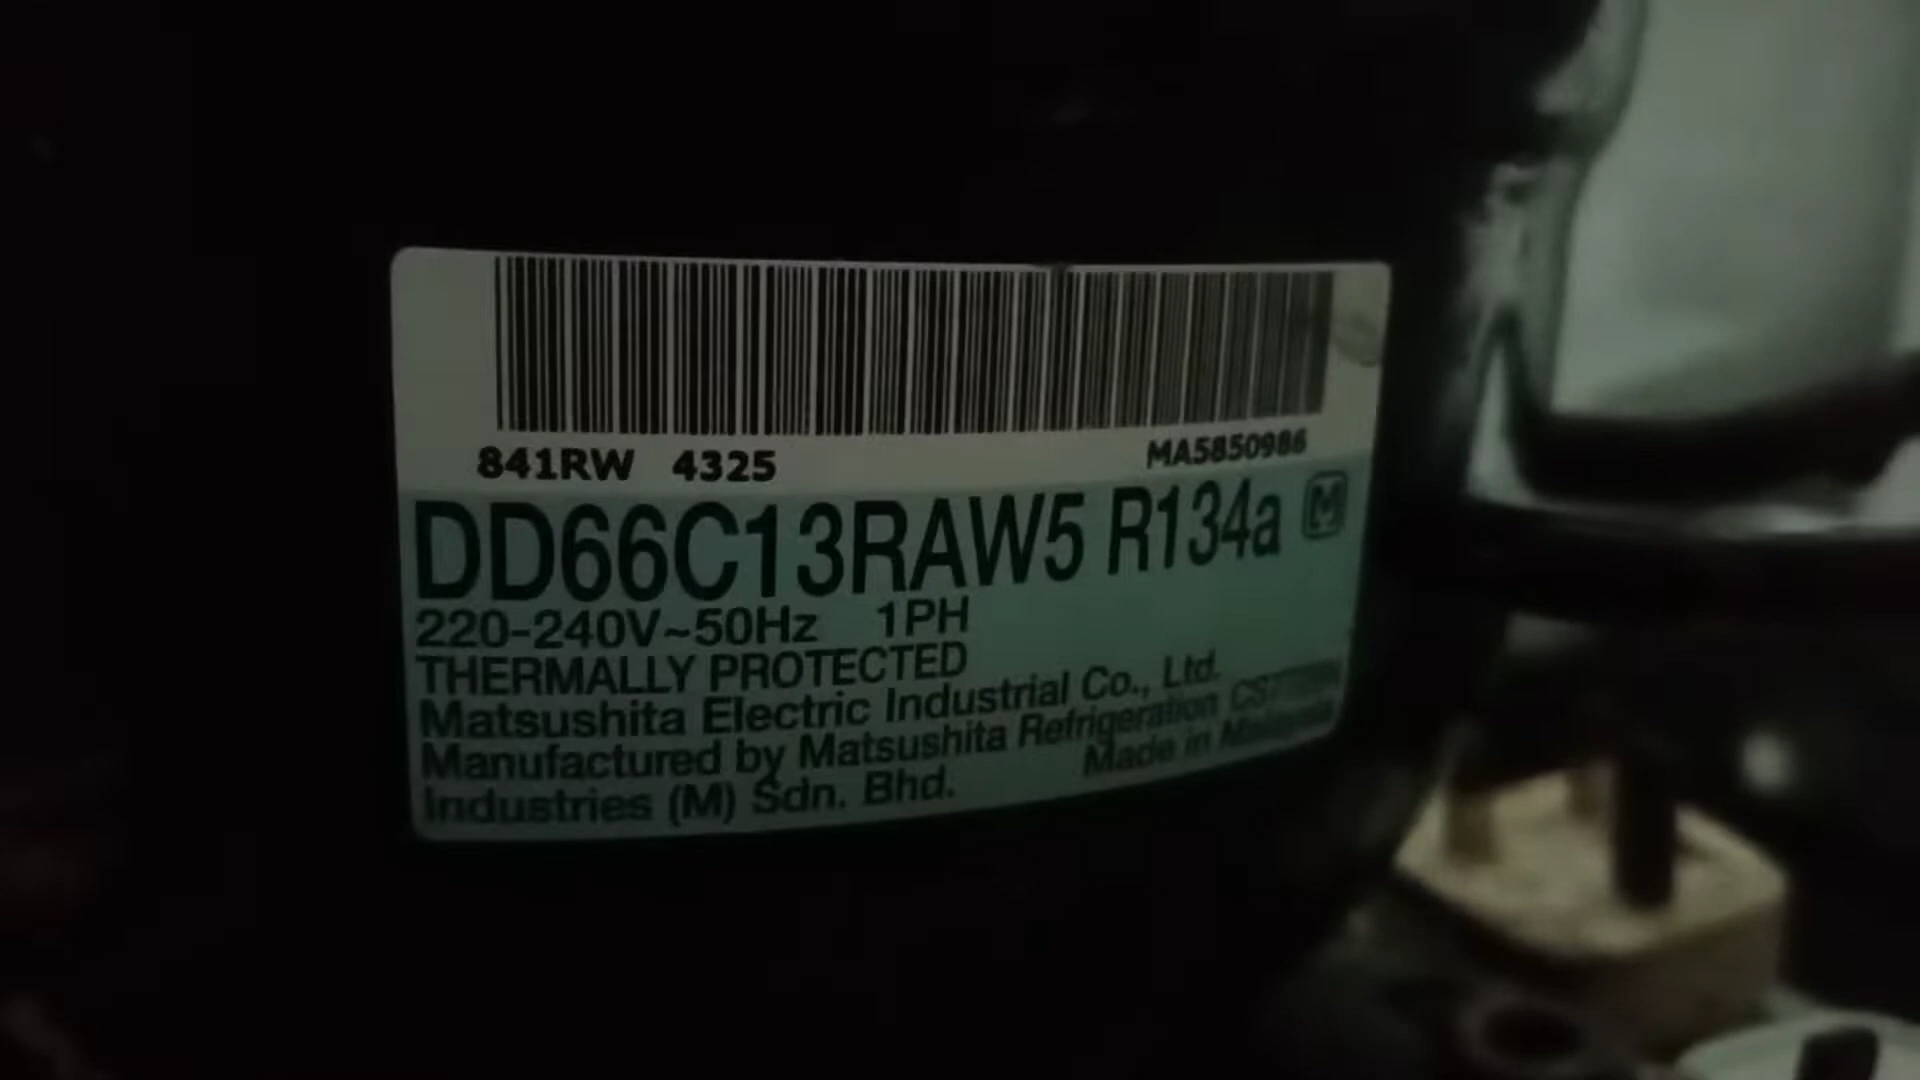 841RW 4325 MA5850986
DD66C13RAW5 R134a M
220-240V~50Hz 1PH
THERMALLY PROTECTED
Matsushita Electric Industrial Co., Ltd.
Manufactured by Matsushita Refrigeration
Industries (M) Sdn. Bhd. Made in Malaysia